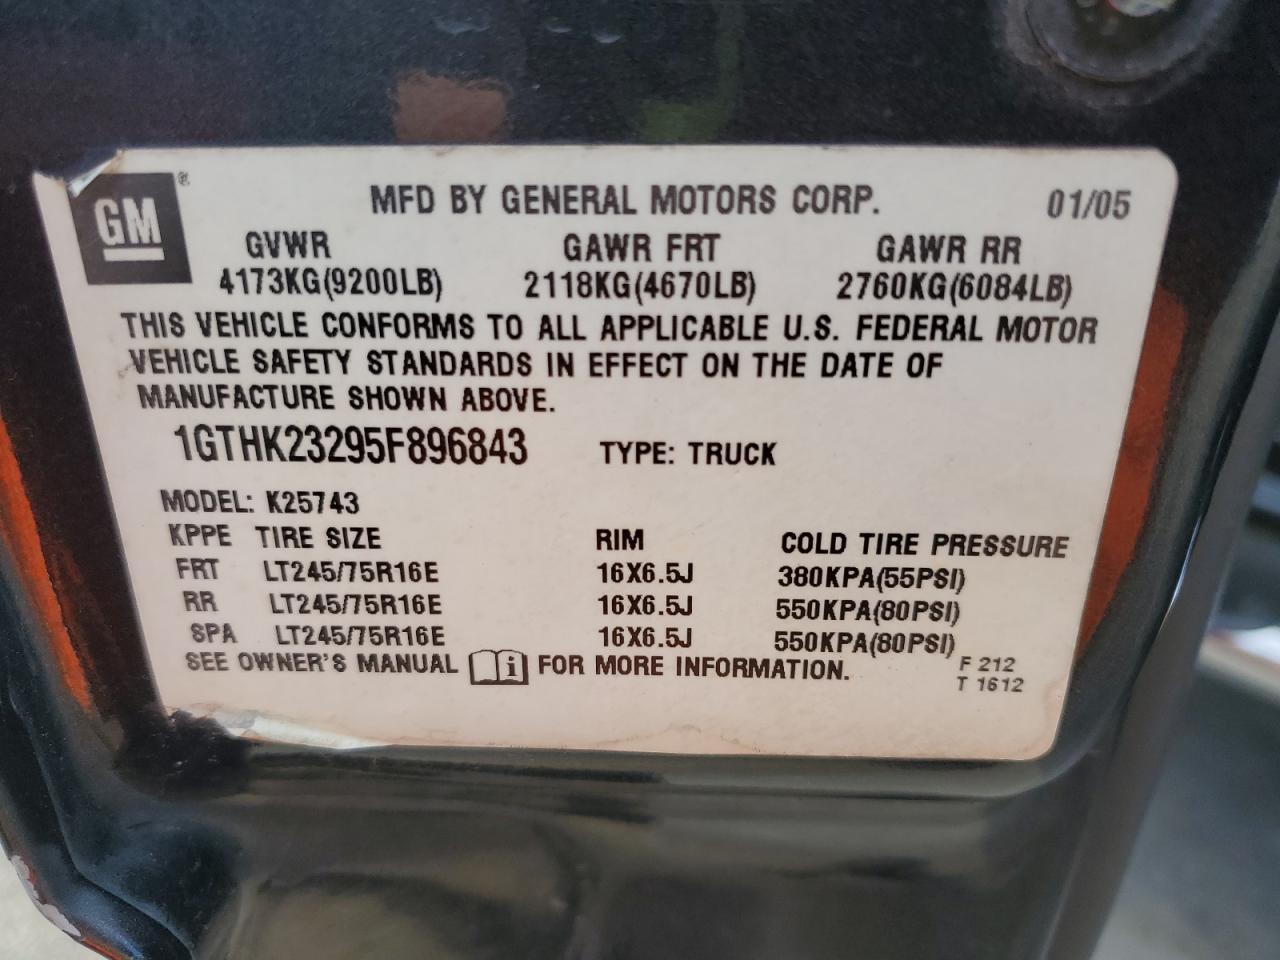 GM®
MFD BY GENERAL MOTORS CORP. 01/05
GVWR GAWR FRT GAWR RR
4173KG(9200LB) 2118KG(4670LB) 2760KG(6084LB)
THIS VEHICLE CONFORMS TO ALL APPLICABLE U.S. FEDERAL MOTOR
VEHICLE SAFETY STANDARDS IN EFFECT ON THE DATE OF
MANUFACTURE SHOWN ABOVE.
1GTHK23295F896843 TYPE: TRUCK
MODEL: K25743
KPPE TIRE SIZE RIM COLD TIRE PRESSURE
FRT LT245/75R16E 16X6.5J 380KPA(55PSI)
RR LT245/75R16E 16X6.5J 550KPA(80PSI)
SPA LT245/75R16E 16X6.5J 550KPA(80PSI)
SEE OWNER'S MANUAL i FOR MORE INFORMATION.
F 212
T 1612